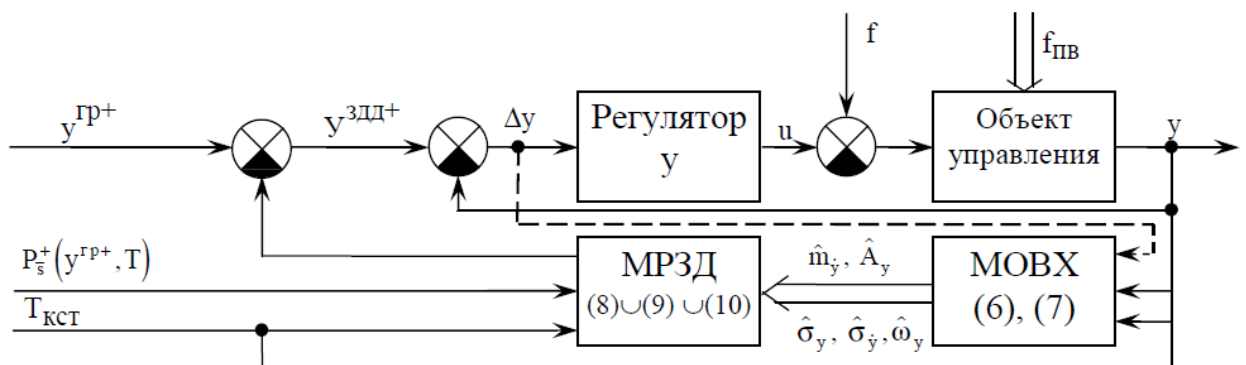 f
f_ПВ
y^гр+
y^здд+
Δy
Регулятор
y
u
Объект
управления
y
P_s̄^+(y^гр+, T)
T_КСТ
МРЗД
(8)∪(9) ∪(10)
m̂_ẏ, Â_y
σ̂_y, σ̂_ẏ, ω̂_y
МОВХ
(6), (7)